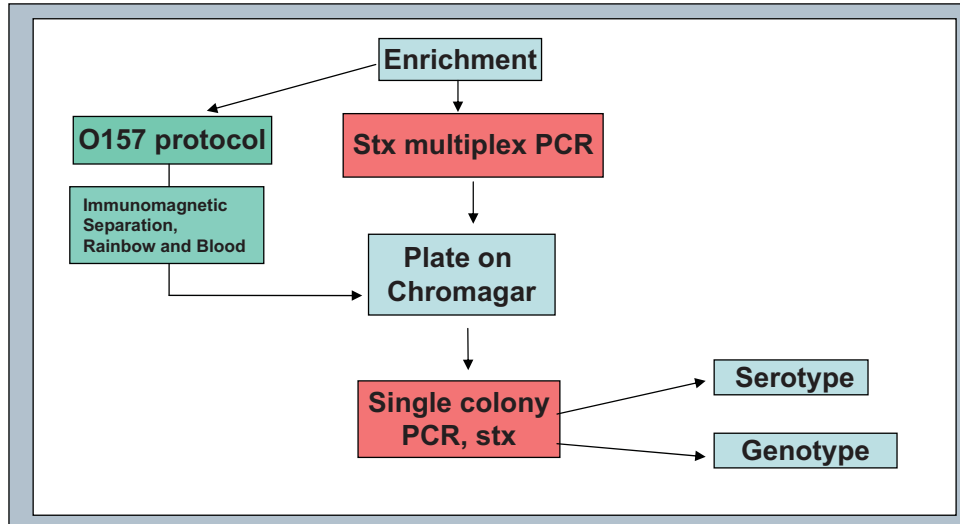 Enrichment
O157 protocol
Stx multiplex PCR
Immunomagnetic
Separation,
Rainbow and Blood
Plate on
Chromagar
Single colony
PCR, stx
Serotype
Genotype